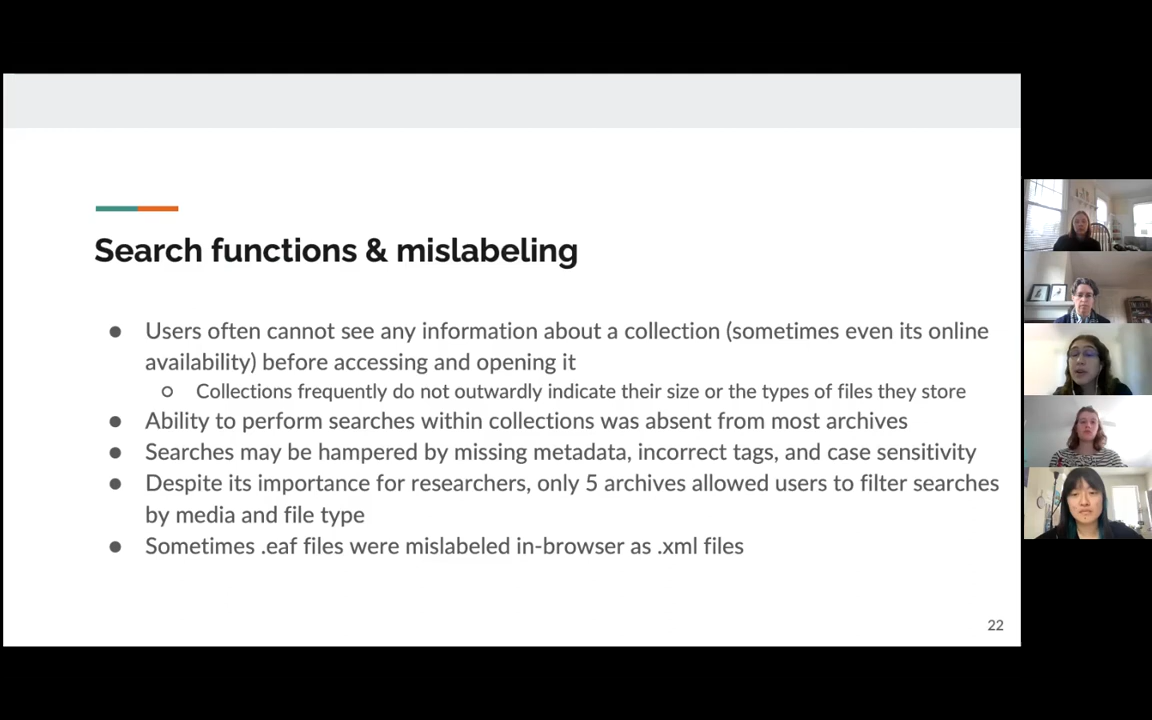 Search functions & mislabeling
● Users often cannot see any information about a collection (sometimes even its online
availability) before accessing and opening it
○ Collections frequently do not outwardly indicate their size or the types of files they store
● Ability to perform searches within collections was absent from most archives
● Searches may be hampered by missing metadata, incorrect tags, and case sensitivity
● Despite its importance for researchers, only 5 archives allowed users to filter searches
by media and file type
● Sometimes .eaf files were mislabeled in-browser as .xml files
22